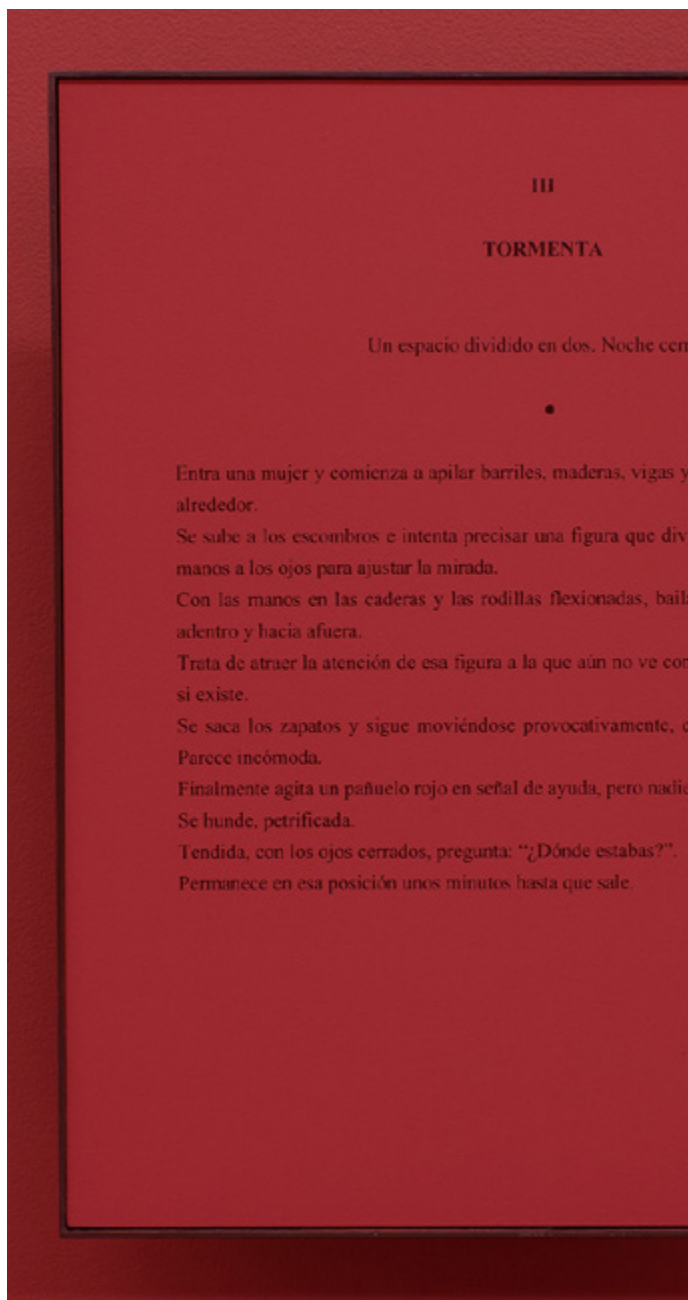 III
TORMENTA
Un espacio dividido en dos. Noche
•
Entra una mujer y comienza a apilar barriles, maderas, vigas y
alrededor.
Se sube a los escombros e intenta precisar una figura que
manos a los ojos para ajustar la mirada.
Con las manos en las caderas y las rodillas flexionadas,
adentro y hacia afuera.
Trata de atraer la atención de esa figura a la que aún no ve
si existe.
Se saca los zapatos y sigue moviéndose provocativamente,
Parece incómoda.
Finalmente agita un pañuelo rojo en señal de ayuda, pero
Se hunde, petrificada.
Tendida, con los ojos cerrados, pregunta: “¿Dónde estabas?”.
Permanece en esa posición unos minutos hasta que sale.